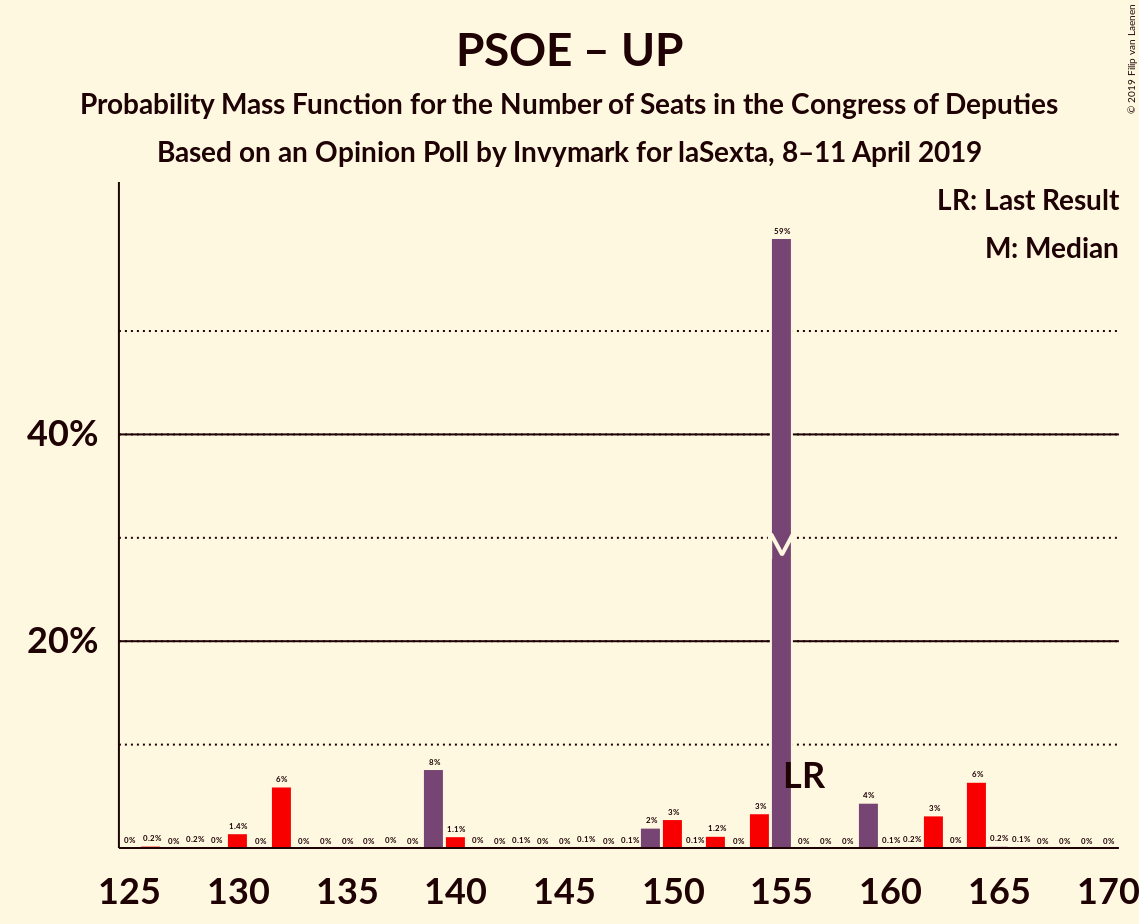 PSOE – UP
Probability Mass Function for the Number of Seats in the Congress of Deputies
Based on an Opinion Poll by Invymark for laSexta, 8–11 April 2019
© 2019 Filip van Laenen
LR: Last Result
M: Median
59%
40%
20%
LR
0% 0.2% 0% 0.2% 0% 1.4% 0% 6% 0% 0% 0% 0% 0% 0% 8% 1.1% 0% 0% 0.1% 0% 0% 0.1% 0% 0.1% 2% 3% 0.1% 1.2% 0% 3% 0% 0% 0% 4% 0.1% 0.2% 3% 0% 6% 0.2% 0.1% 0% 0% 0% 0%
125 130 135 140 145 150 155 160 165 170